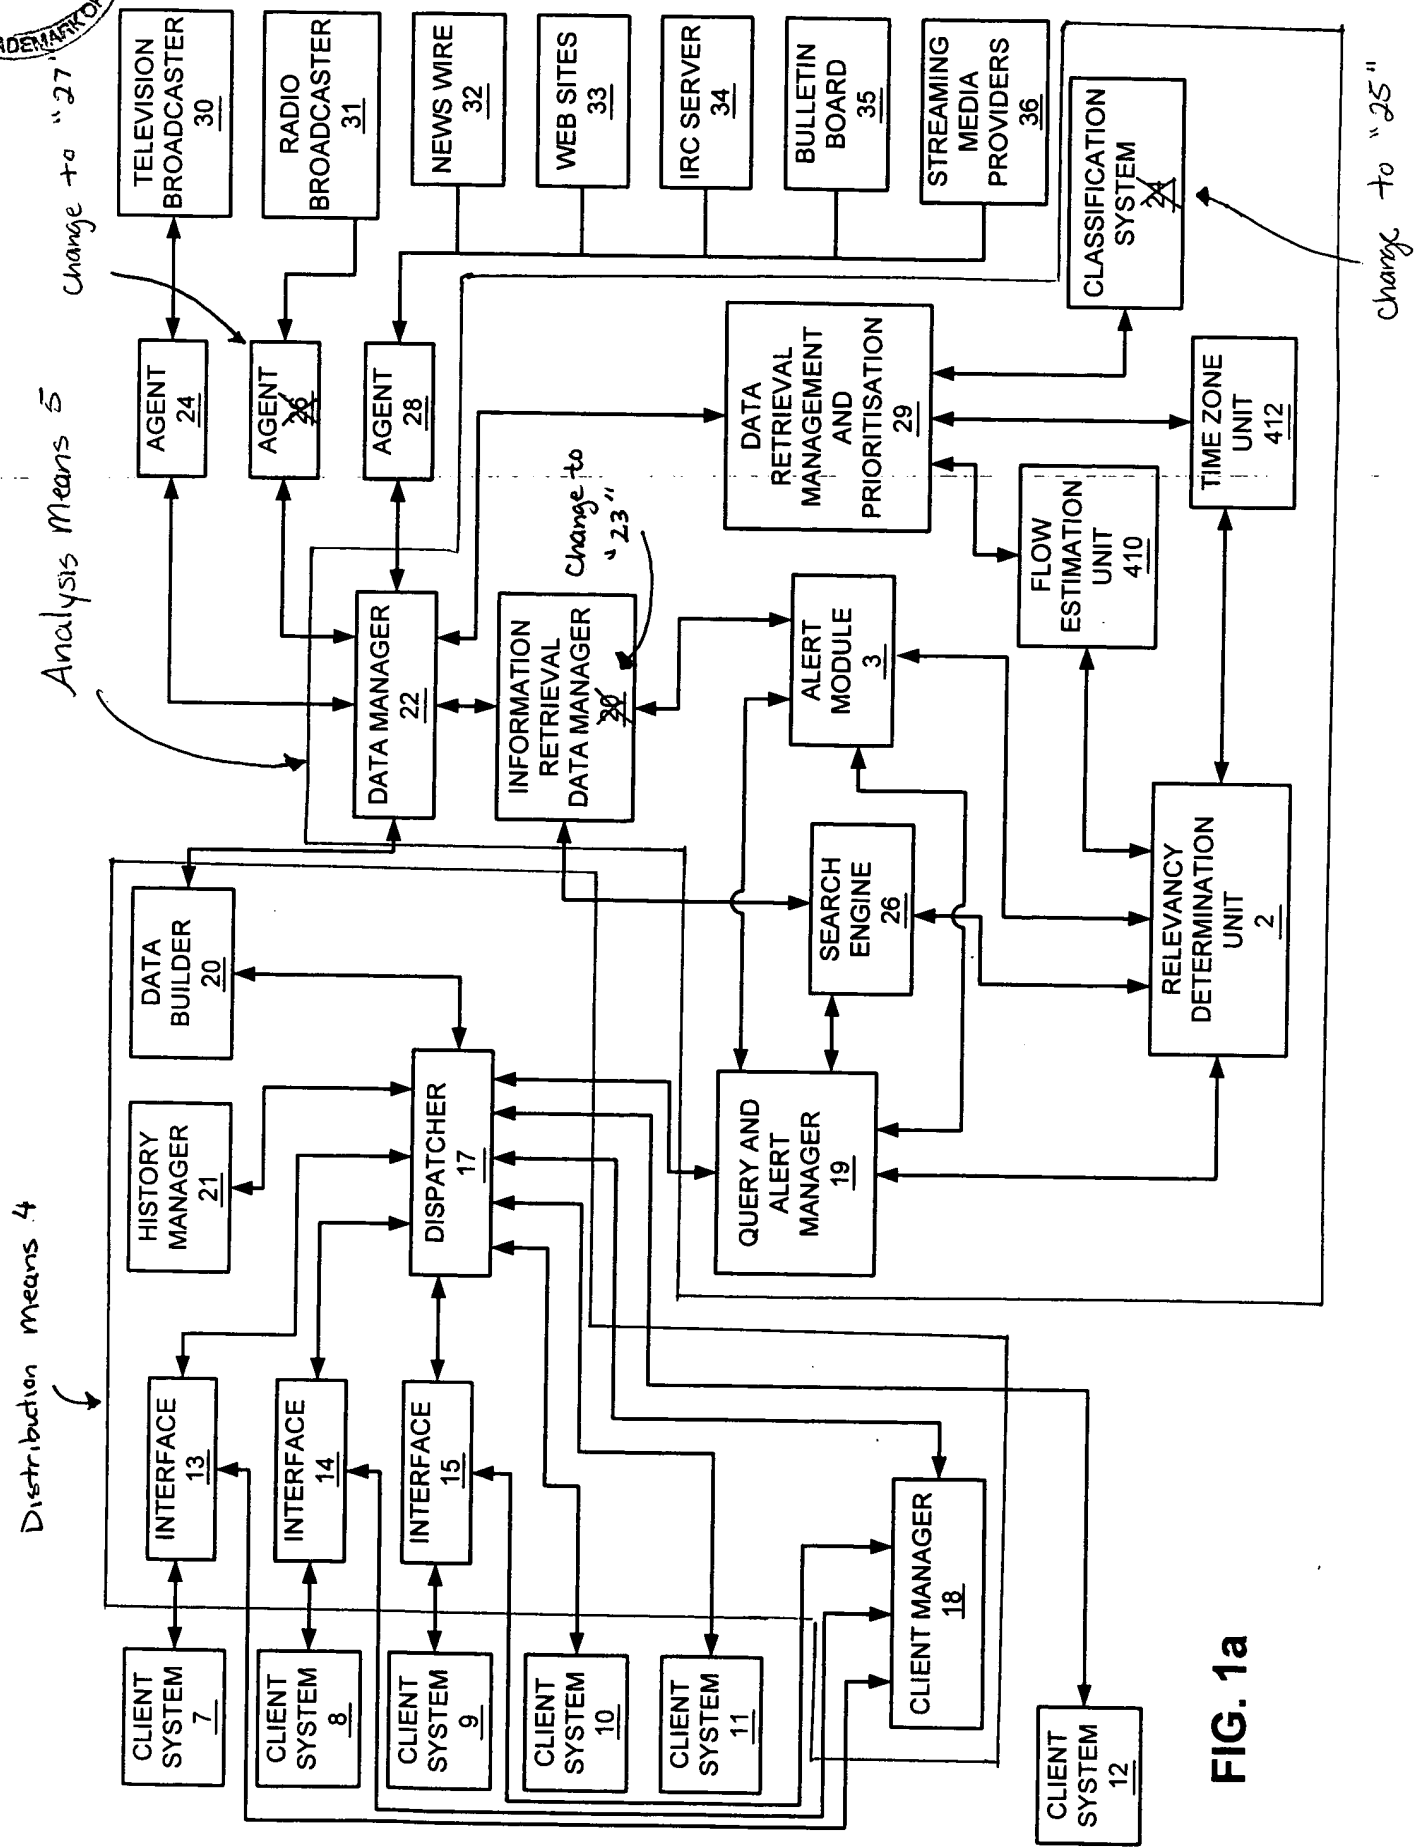 DEMARK OF
Distribution means 4
Analysis Means 5
Change to "27"
CLIENT
SYSTEM
7
CLIENT
SYSTEM
8
CLIENT
SYSTEM
9
CLIENT
SYSTEM
10
CLIENT
SYSTEM
11
CLIENT
SYSTEM
12
INTERFACE
13
INTERFACE
14
INTERFACE
15
CLIENT MANAGER
18
HISTORY
MANAGER
21
DATA
BUILDER
20
DISPATCHER
17
QUERY AND
ALERT
MANAGER
19
SEARCH
ENGINE
26
RELEVANCY
DETERMINATION
UNIT
2
DATA MANAGER
22
INFORMATION
RETRIEVAL
DATA MANAGER
20
Change to
"23"
ALERT
MODULE
3
FLOW
ESTIMATION
UNIT
410
TIME ZONE
UNIT
412
DATA
RETRIEVAL
MANAGEMENT
AND
PRIORITISATION
29
AGENT
24
AGENT
26
AGENT
28
TELEVISION
BROADCASTER
30
RADIO
BROADCASTER
31
NEWS WIRE
32
WEB SITES
33
IRC SERVER
34
BULLETIN
BOARD
35
STREAMING
MEDIA
PROVIDERS
36
CLASSIFICATION
SYSTEM
24
Change to "25"
FIG. 1a